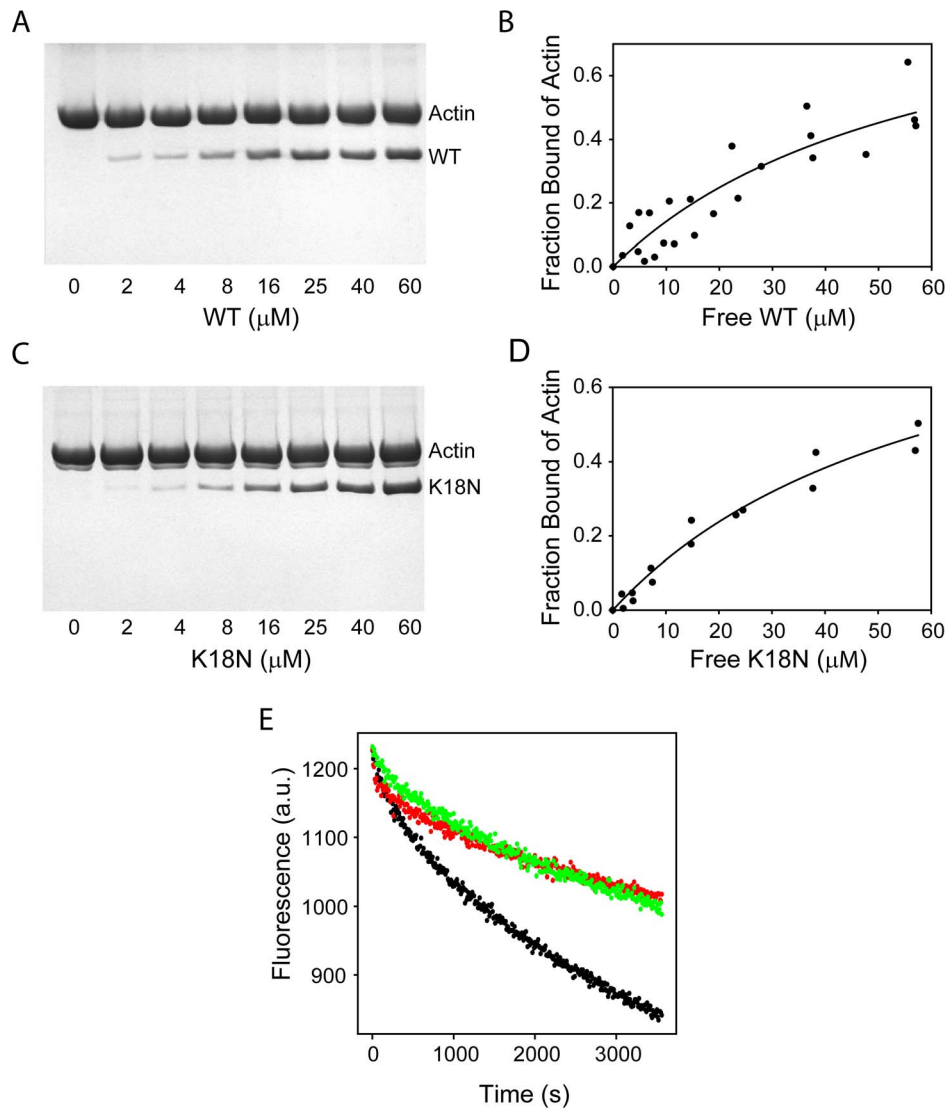 A
Actin
WT
0 2 4 8 16 25 40 60
WT (μM)
B
Fraction Bound of Actin
0.6
0.4
0.2
0.0
0 10 20 30 40 50 60
Free WT (μM)
C
Actin
K18N
0 2 4 8 16 25 40 60
K18N (μM)
D
Fraction Bound of Actin
0.6
0.4
0.2
0.0
0 10 20 30 40 50 60
Free K18N (μM)
E
Fluorescence (a.u.)
1200
1100
1000
900
0 1000 2000 3000
Time (s)